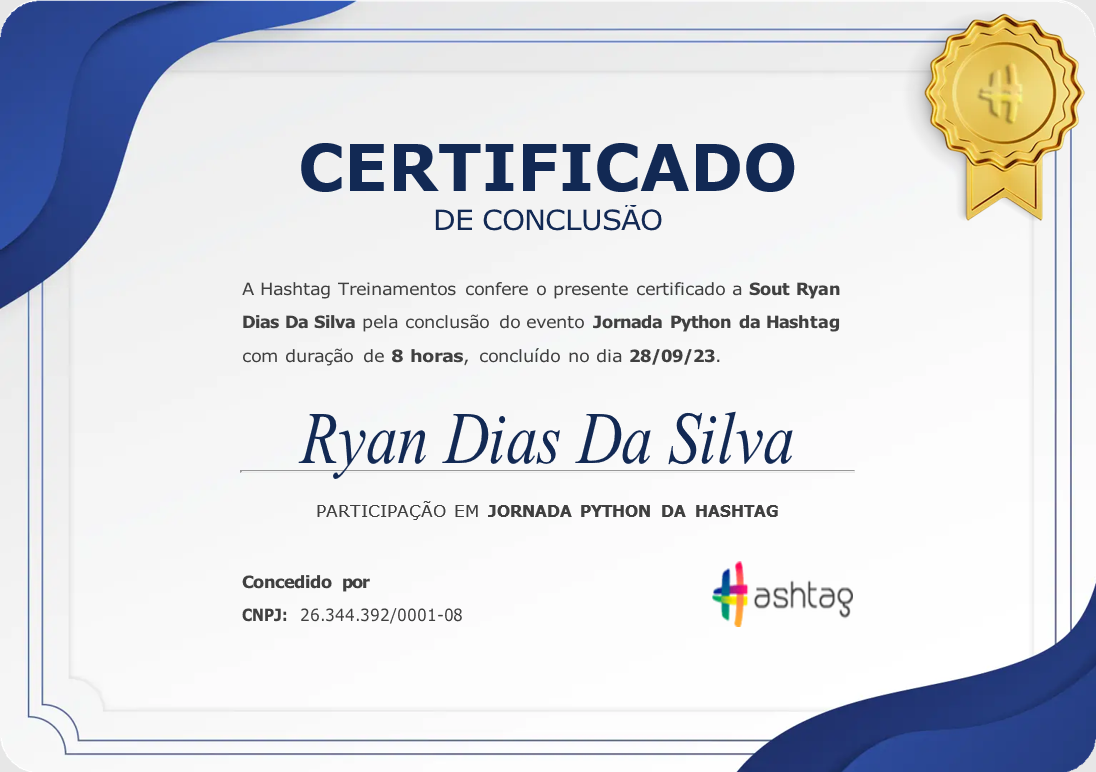 CERTIFICADO
DE CONCLUSÃO
A Hashtag Treinamentos confere o presente certificado a Sout Ryan
Dias Da Silva pela conclusão do evento Jornada Python da Hashtag
com duração de 8 horas, concluído no dia 28/09/23.
Ryan Dias Da Silva
PARTICIPAÇÃO EM JORNADA PYTHON DA HASHTAG
Concedido por
CNPJ: 26.344.392/0001-08
ashtag